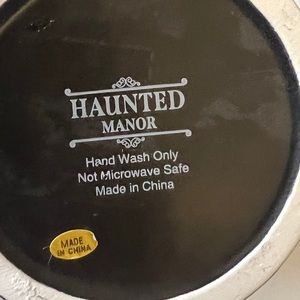 HAUNTED
MANOR
Hand Wash Only
Not Microwave Safe
Made in China
MADE
IN CHINA